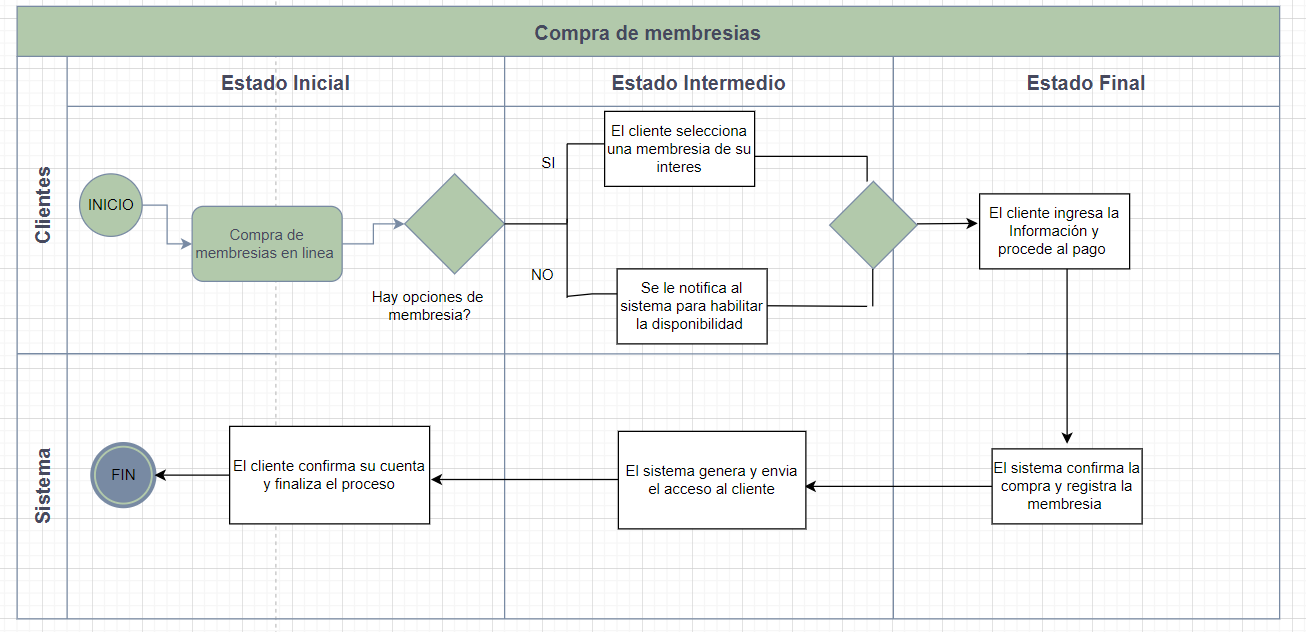 Compra de membresias
Estado Inicial
Estado Intermedio
Estado Final
Clientes
INICIO
Compra de
membresias en linea
Hay opciones de
membresia?
SI
El cliente selecciona
una membresia de su
interes
NO
Se le notifica al
sistema para habilitar
la disponibilidad
El cliente ingresa la
Información y
procede al pago
Sistema
FIN
El cliente confirma su cuenta
y finaliza el proceso
El sistema genera y envia
el acceso al cliente
El sistema confirma la
compra y registra la
membresia